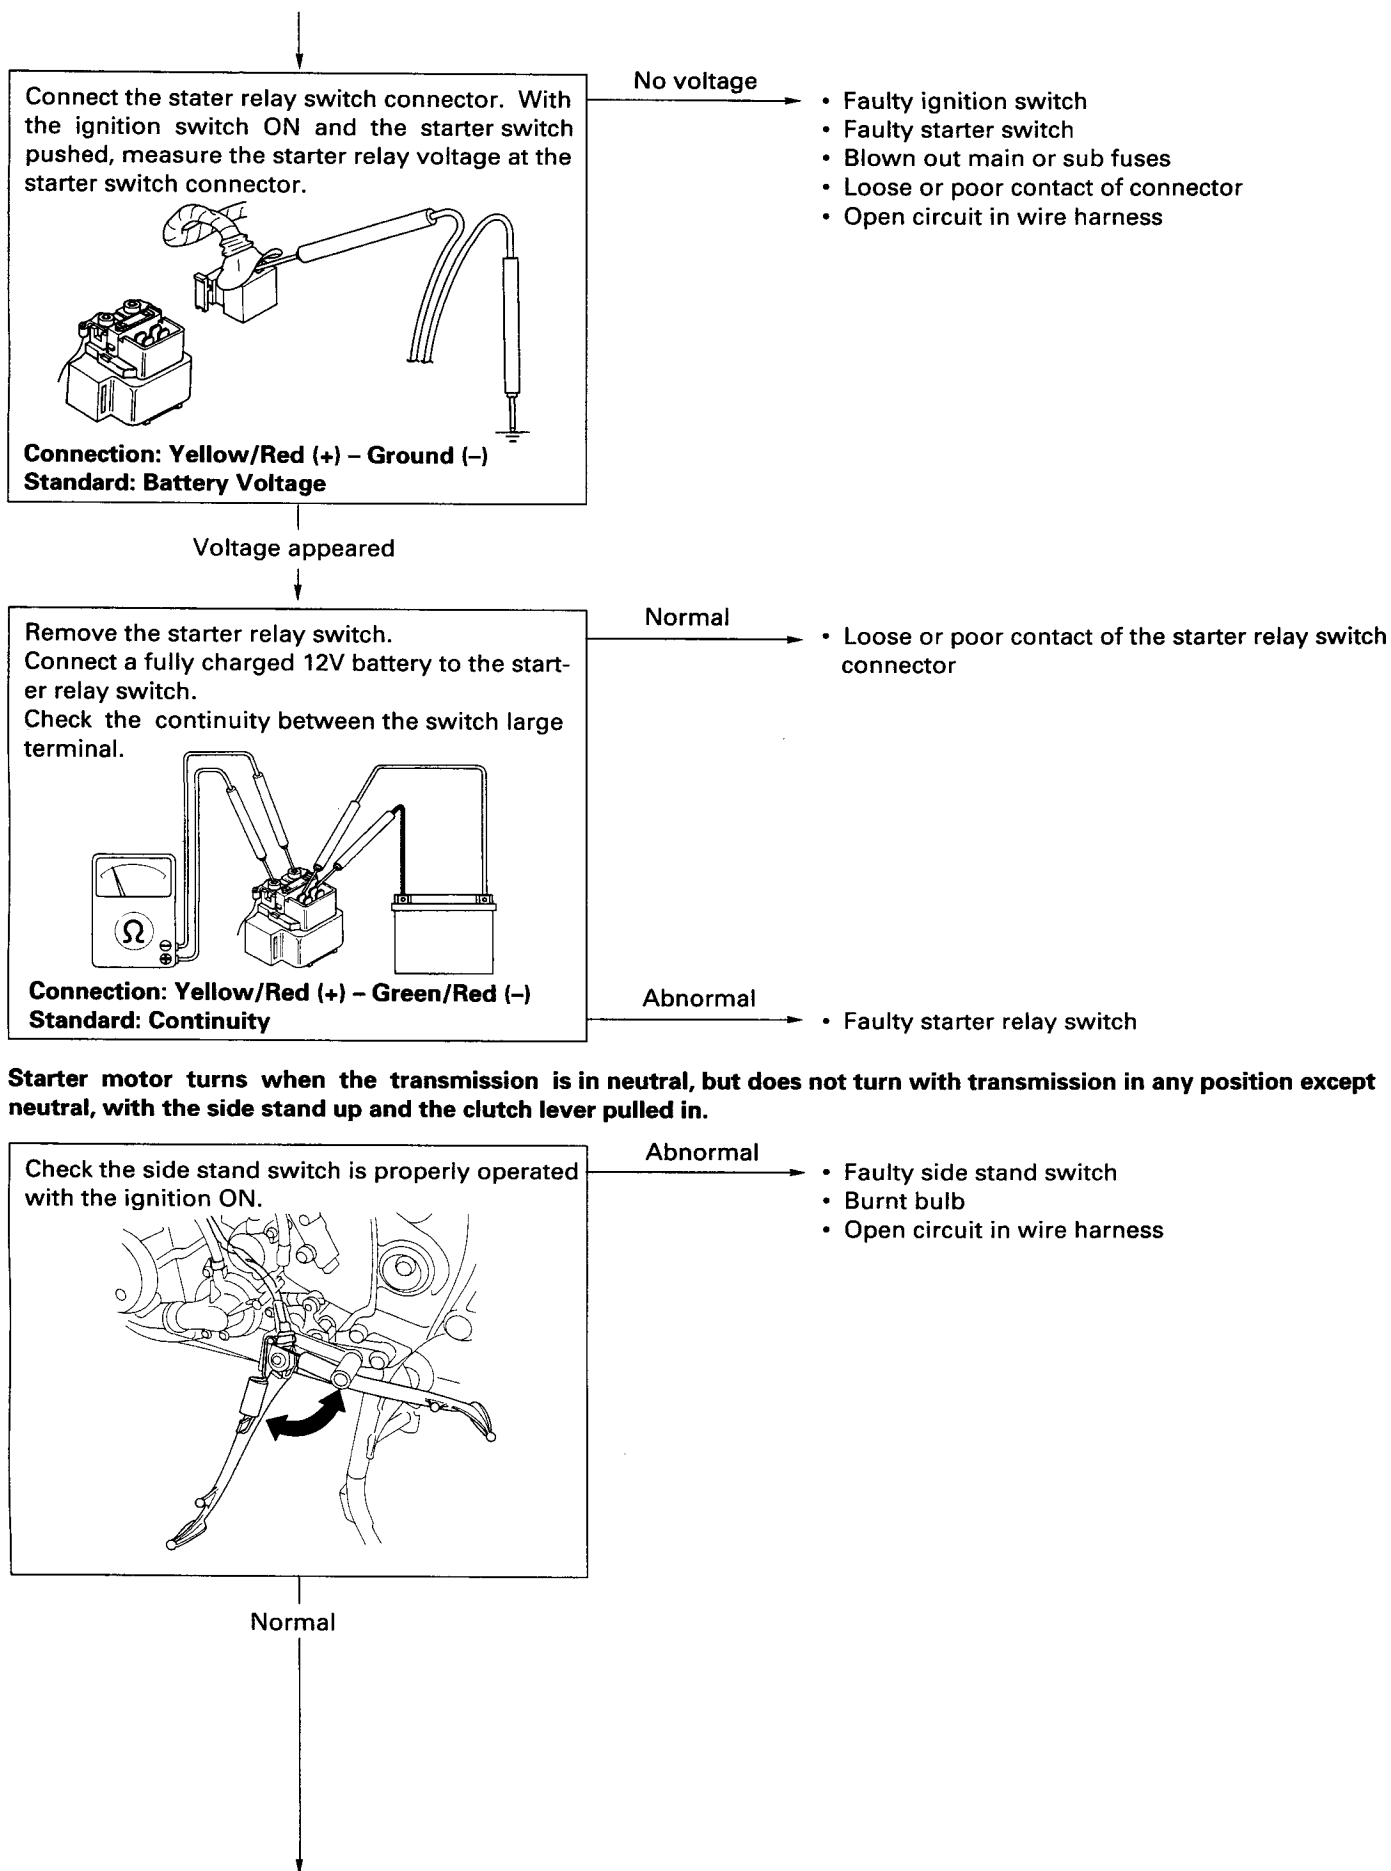 Connect the stater relay switch connector. With
the ignition switch ON and the starter switch
pushed, measure the starter relay voltage at the
starter switch connector.
Connection: Yellow/Red (+) – Ground (–)
Standard: Battery Voltage
No voltage
• Faulty ignition switch
• Faulty starter switch
• Blown out main or sub fuses
• Loose or poor contact of connector
• Open circuit in wire harness
Voltage appeared
Remove the starter relay switch.
Connect a fully charged 12V battery to the start-
er relay switch.
Check the continuity between the switch large
terminal.
Ω
⊖
⊕
Connection: Yellow/Red (+) – Green/Red (–)
Standard: Continuity
Normal
• Loose or poor contact of the starter relay switch
connector
Abnormal
• Faulty starter relay switch
Starter motor turns when the transmission is in neutral, but does not turn with transmission in any position except
neutral, with the side stand up and the clutch lever pulled in.
Check the side stand switch is properly operated
with the ignition ON.
Abnormal
• Faulty side stand switch
• Burnt bulb
• Open circuit in wire harness
Normal